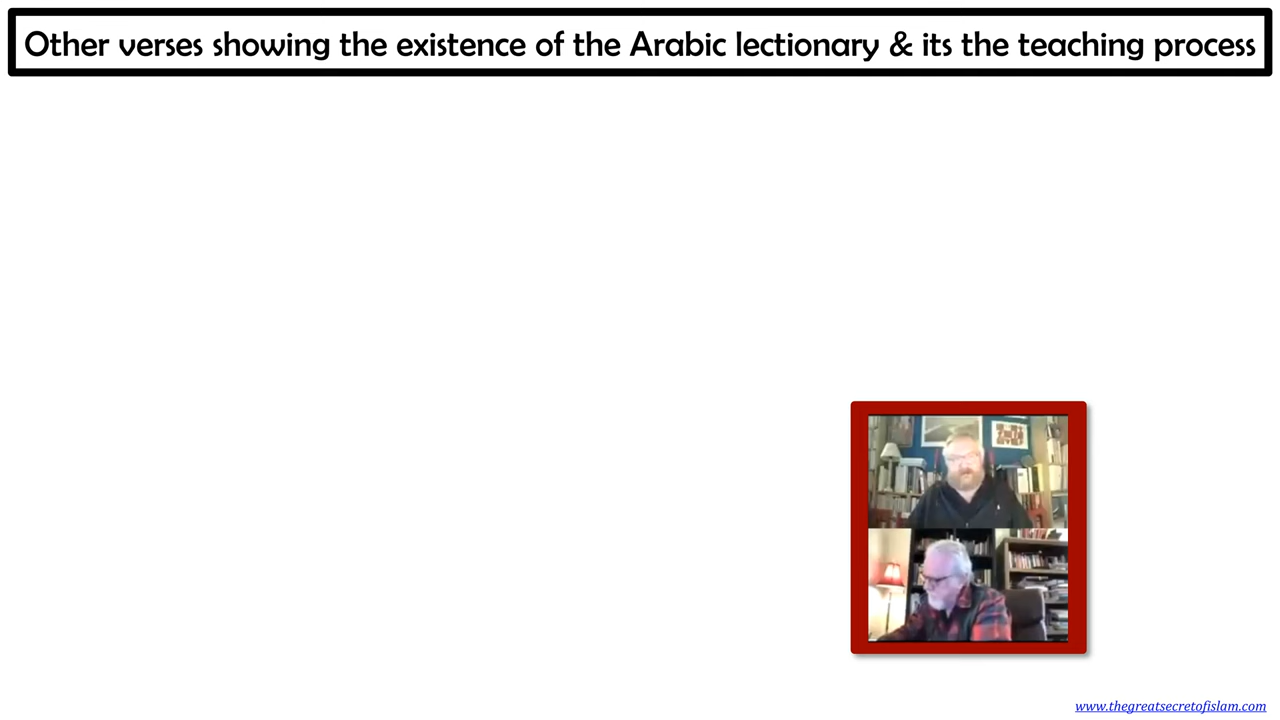 Other verses showing the existence of the Arabic lectionary & its the teaching process
www.thegreatsecretofislam.com